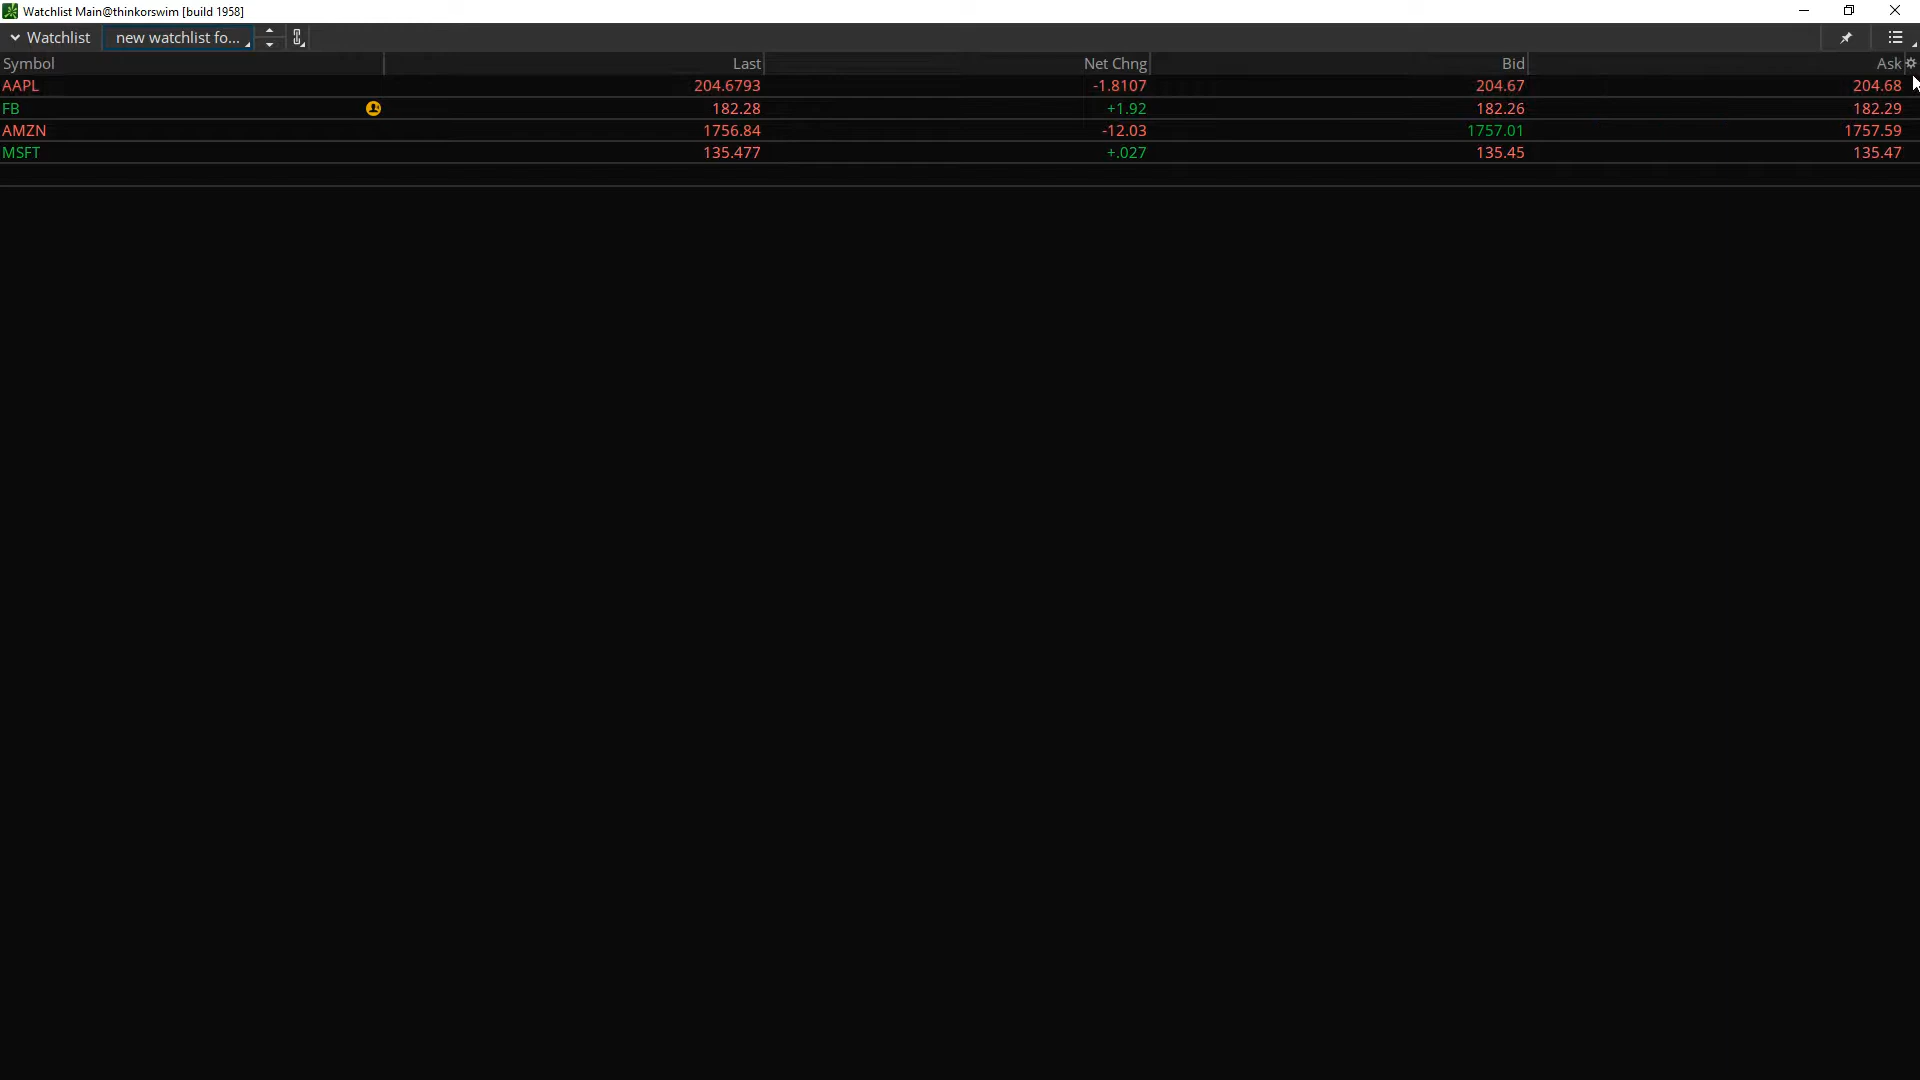 Watchlist Main@thinkorswim [build 1958]
Watchlist new watchlist fo...
Symbol Last Net Chng Bid Ask
AAPL 204.6793 -1.8107 204.67 204.68
FB 182.28 +1.92 182.26 182.29
AMZN 1756.84 -12.03 1757.01 1757.59
MSFT 135.477 +.027 135.45 135.47